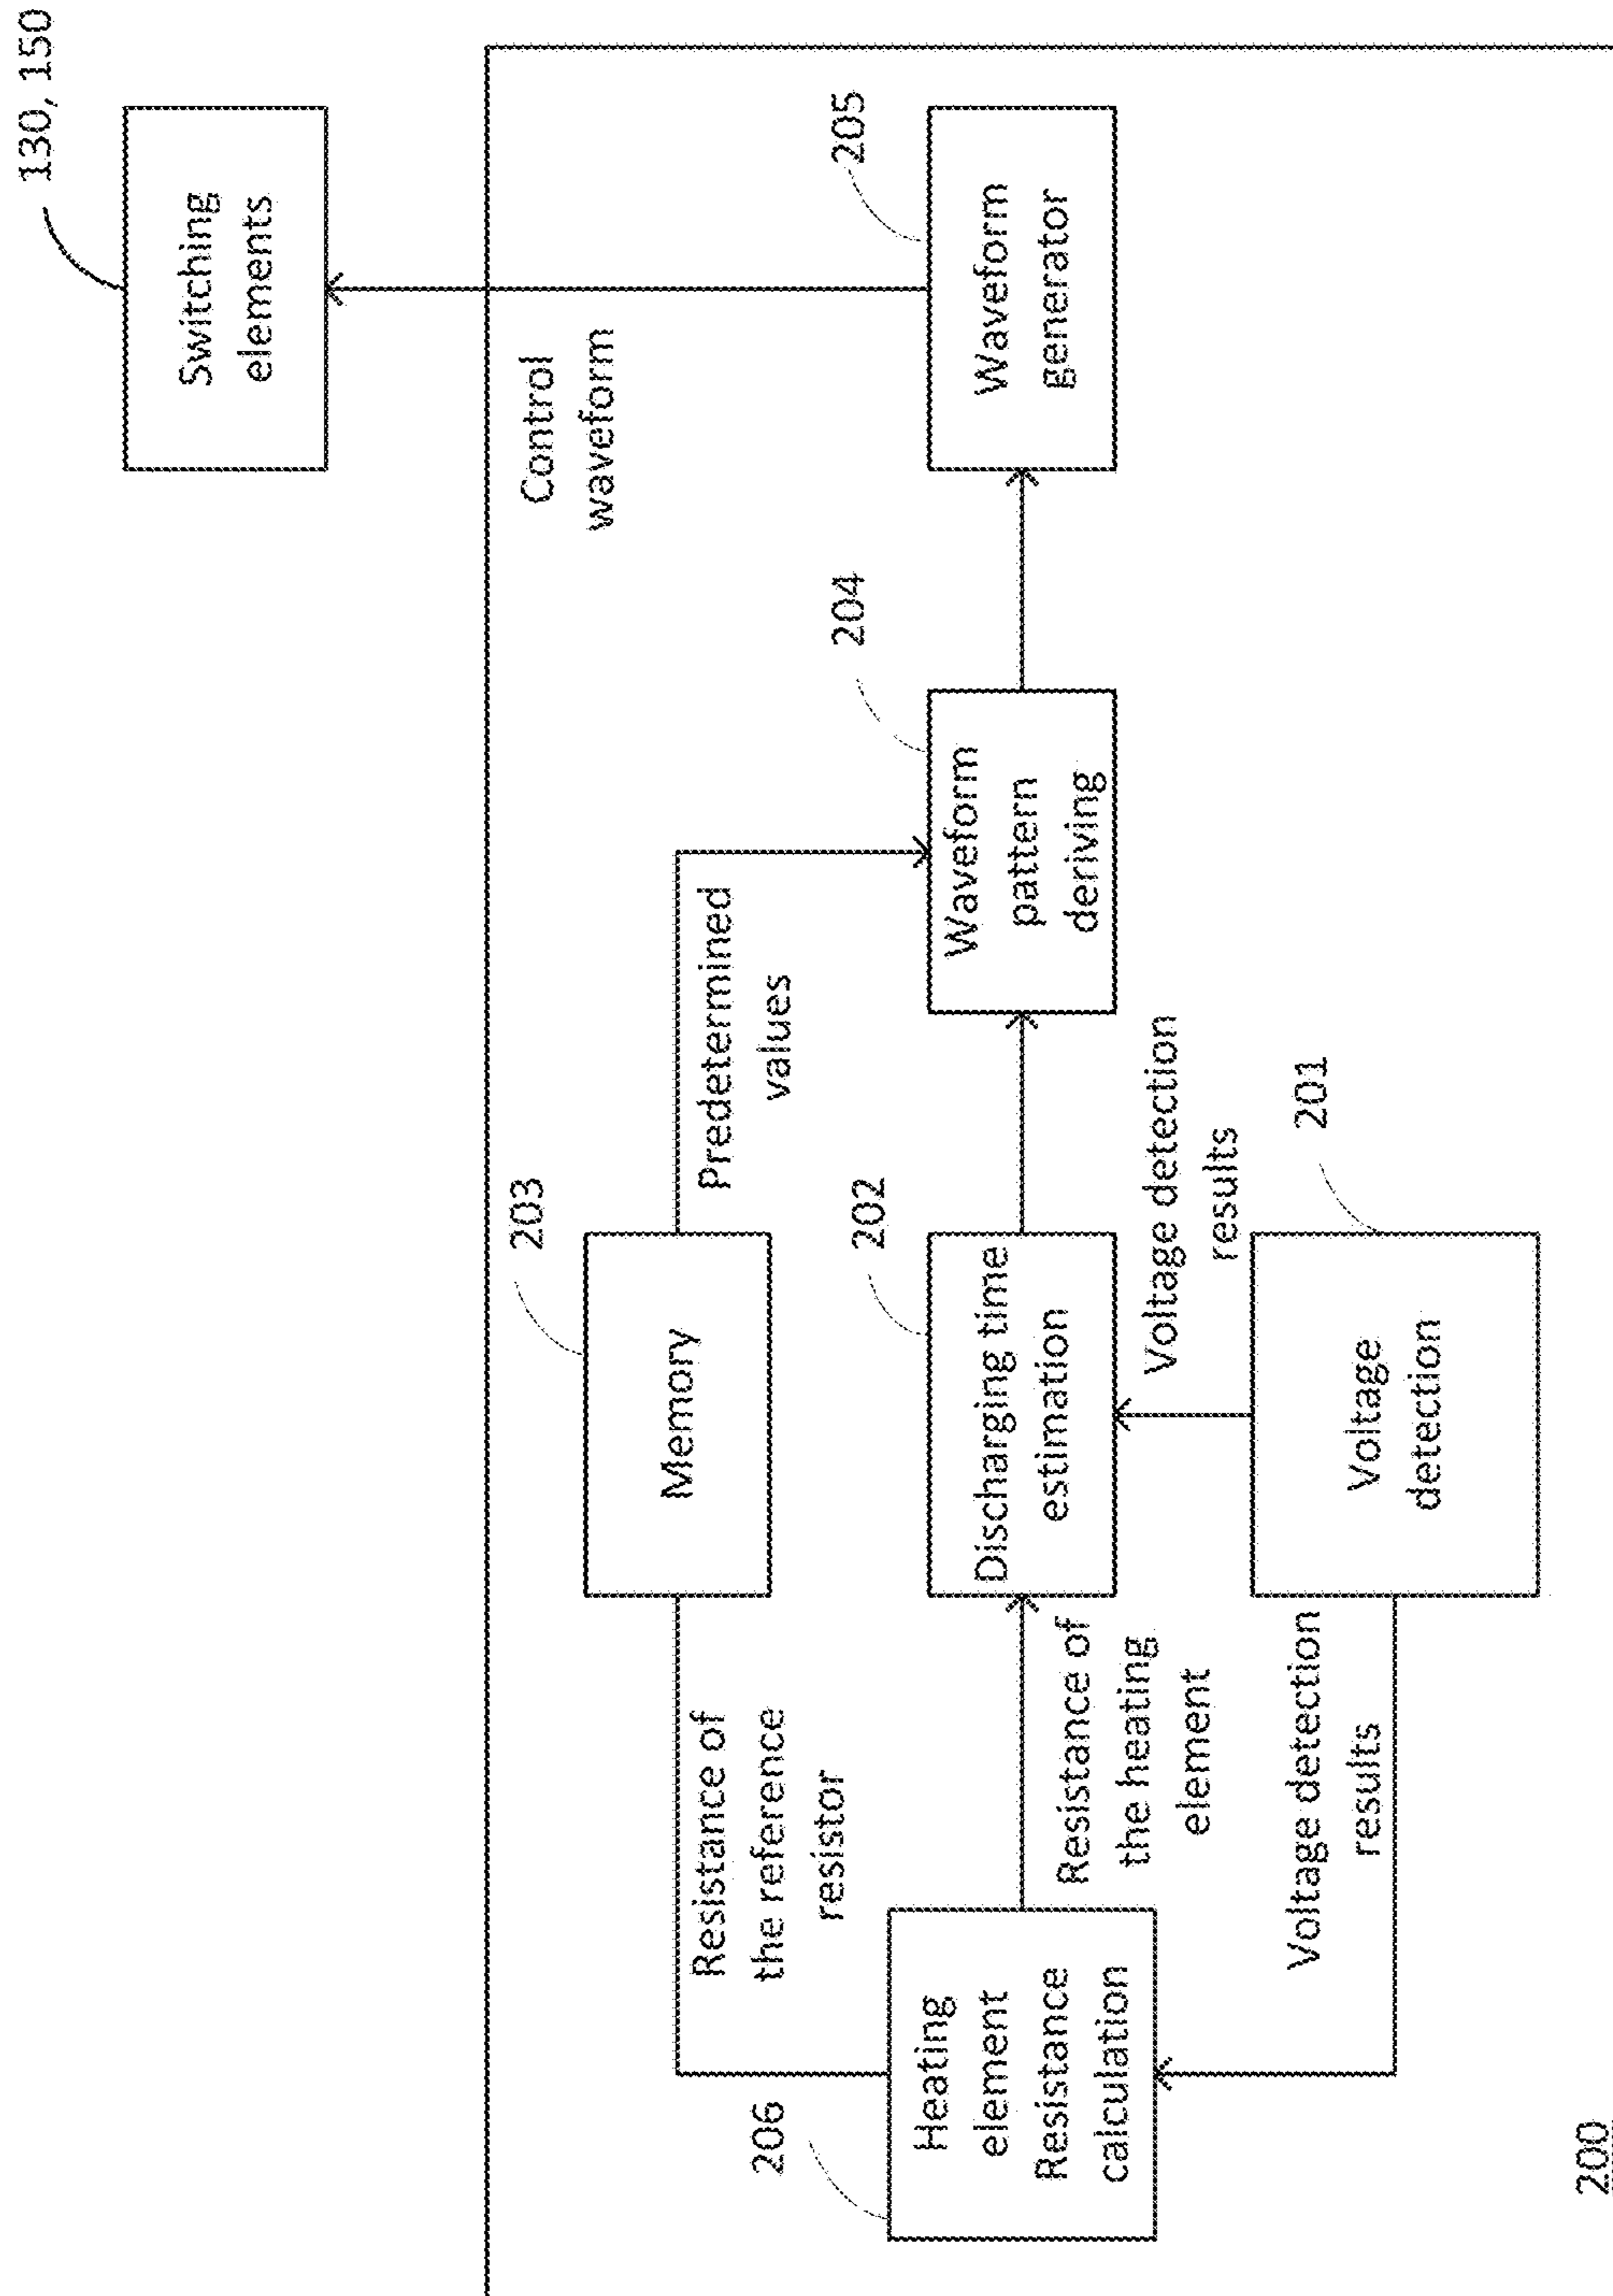 130, 150
Switching
elements
Control
waveform
205
Waveform
generator
204
Waveform
pattern
deriving
Predetermined
values
203
Memory
202
Discharging time
estimation
Voltage detection
results
201
Voltage
detection
Resistance of
the reference
resistor
Resistance of
the heating
element
Voltage detection
results
206
Heating
element
Resistance
calculation
200